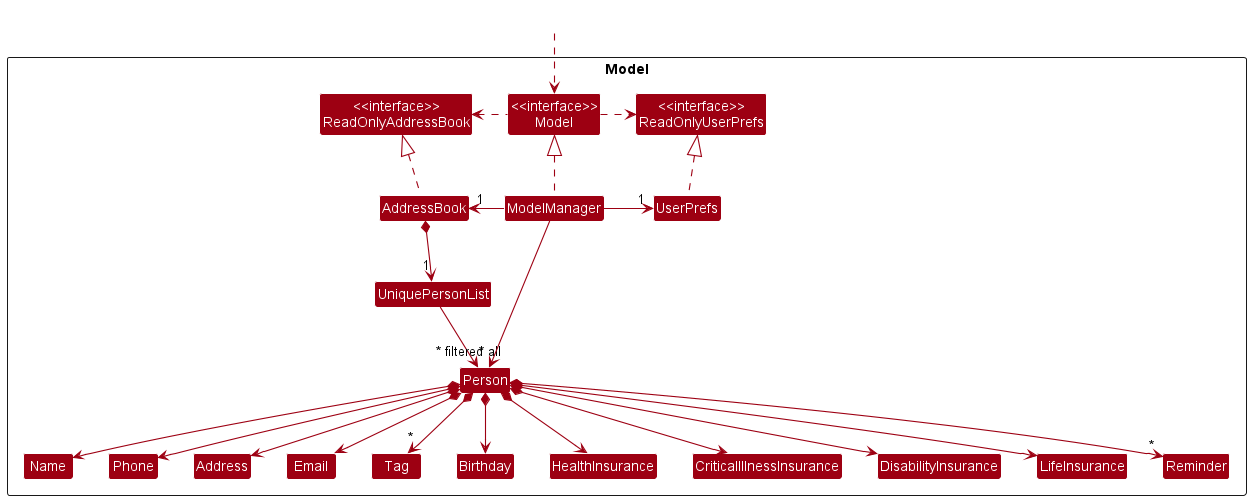 Model
<<interface>>
ReadOnlyAddressBook
<<interface>>
Model
<<interface>>
ReadOnlyUserPrefs
AddressBook
1
ModelManager
1
UserPrefs
1
UniquePersonList
* filtered
* all
Person
*
*
Name
Phone
Address
Email
Tag
Birthday
HealthInsurance
CriticalIllnessInsurance
DisabilityInsurance
LifeInsurance
Reminder